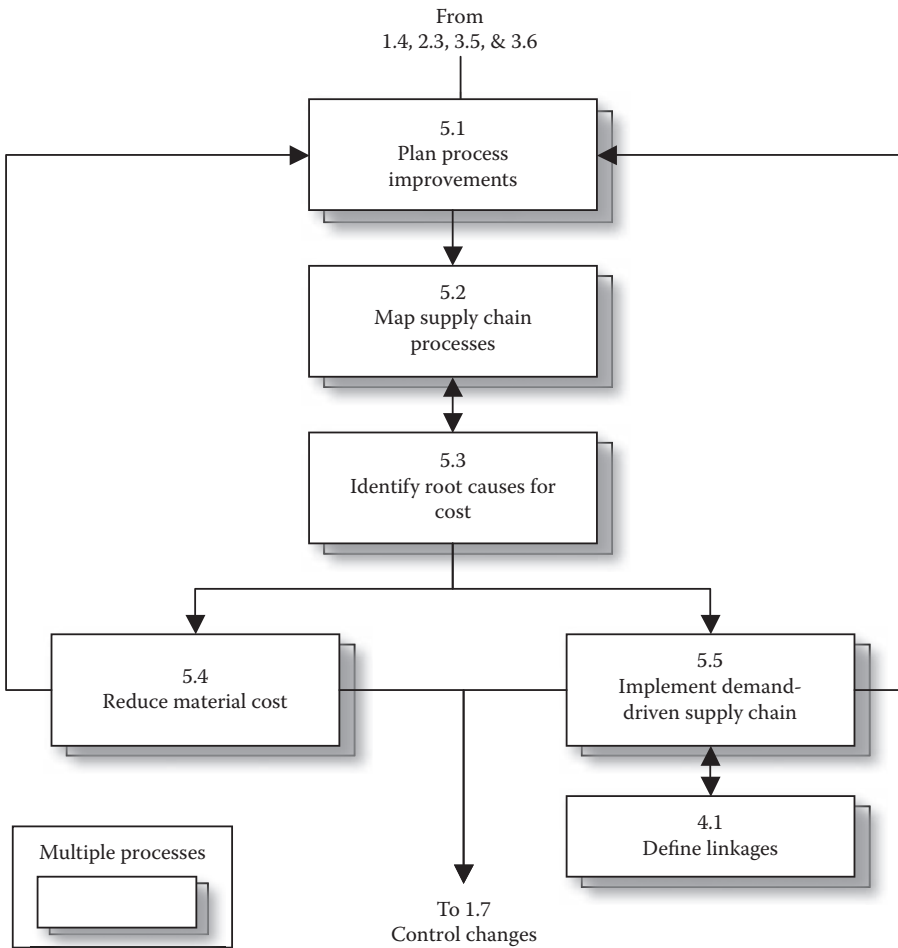 From
1.4, 2.3, 3.5, & 3.6
5.1
Plan process
improvements
5.2
Map supply chain
processes
5.3
Identify root causes for
cost
5.4
Reduce material cost
5.5
Implement demand-
driven supply chain
4.1
Define linkages
Multiple processes
To 1.7
Control changes